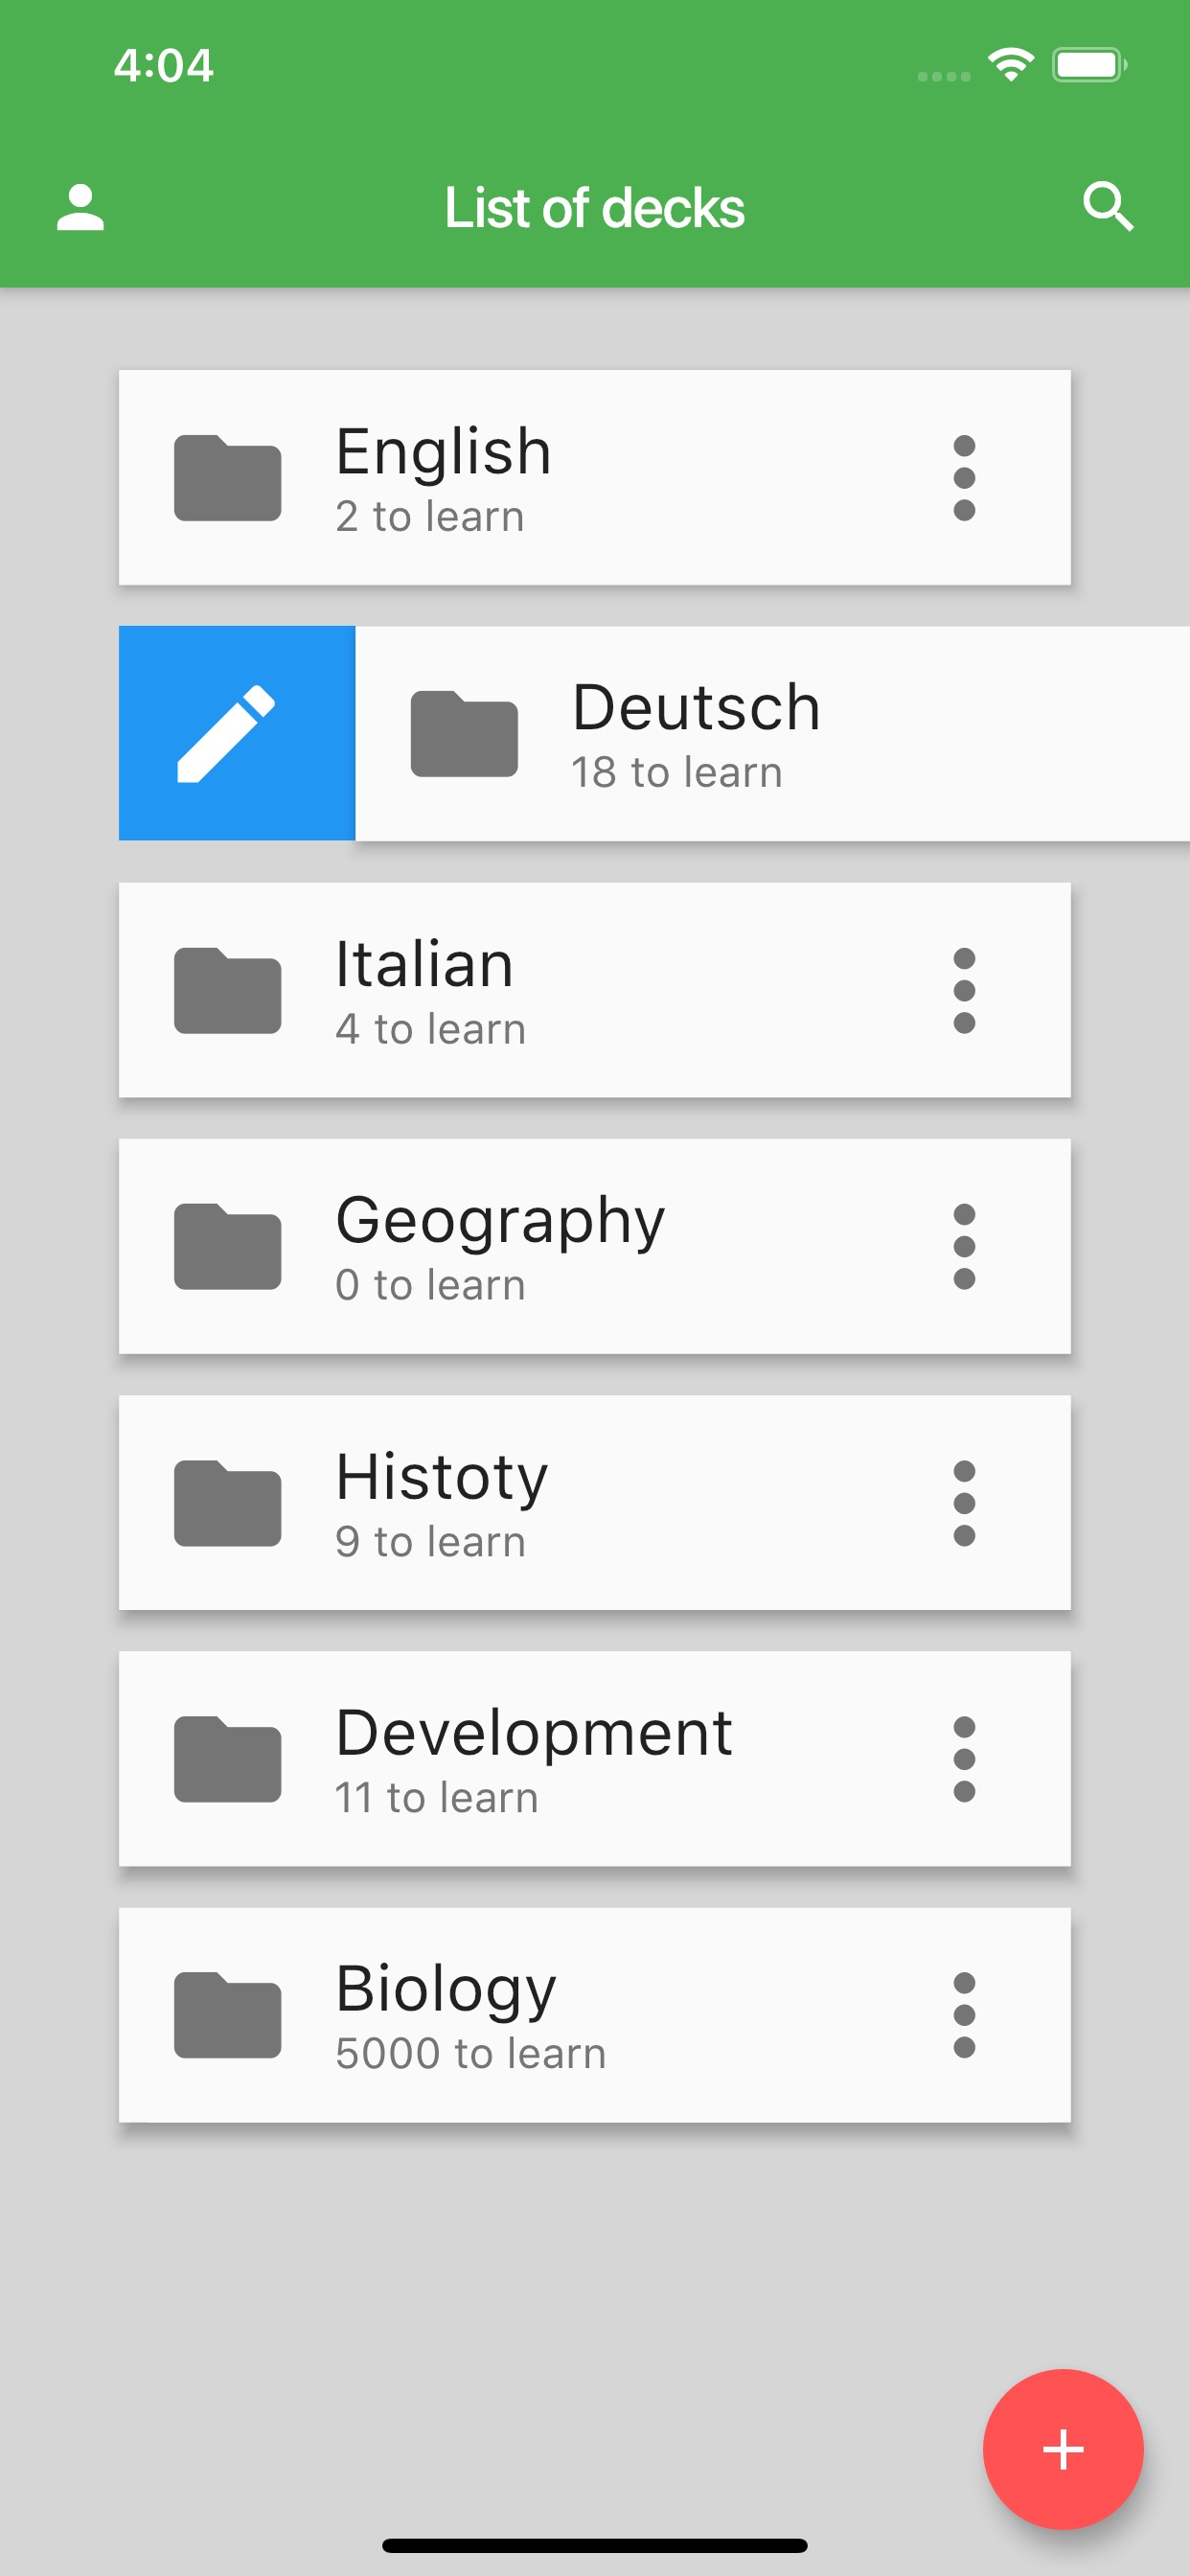 4:04
List of decks
English
2 to learn
Deutsch
18 to learn
Italian
4 to learn
Geography
0 to learn
Histoty
9 to learn
Development
11 to learn
Biology
5000 to learn